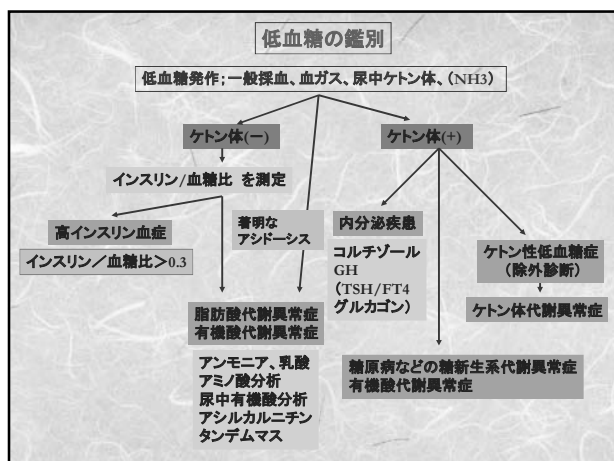 低血糖の鑑別
低血糖発作;一般採血、血ガス、尿中ケトン体、(NH3)
ケトン体(ー)
ケトン体(+)
インスリン/血糖比 を測定
高インスリン血症
インスリン／血糖比＞0.3
著明な
アシドーシス
脂肪酸代謝異常症
有機酸代謝異常症
アンモニア、乳酸
アミノ酸分析
尿中有機酸分析
アシルカルニチン
タンデムマス
内分泌疾患
コルチゾール
GH
(TSH/FT4
グルカゴン)
ケトン性低血糖症
(除外診断)
ケトン体代謝異常症
糖原病などの糖新生系代謝異常症
有機酸代謝異常症